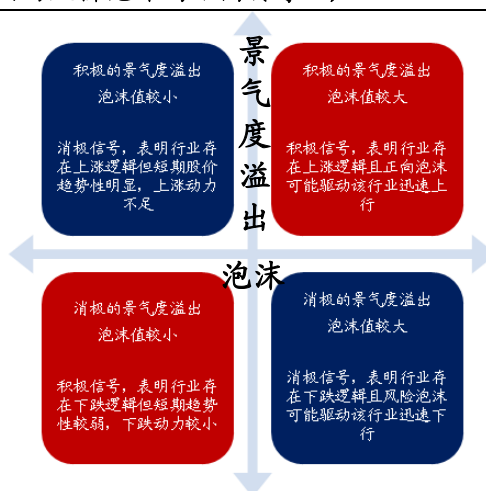 积极的景气度溢出
泡沫值较小
消极信号，表明行业存
在上涨逻辑但短期股价
趋势性明显，上涨动力
不足
景
气
度
溢
出
积极的景气度溢出
泡沫值较大
积极信号，表明行业存
在上涨逻辑且正向泡沫
可能驱动该行业迅速上
行
泡沫
消极的景气度溢出
泡沫值较小
积极信号，表明行业存
在下跌逻辑但短期趋势
性较弱，下跌动力较小
消极的景气度溢出
泡沫值较大
消极信号，表明行业存
在下跌逻辑且风险泡沫
可能驱动该行业迅速下
行